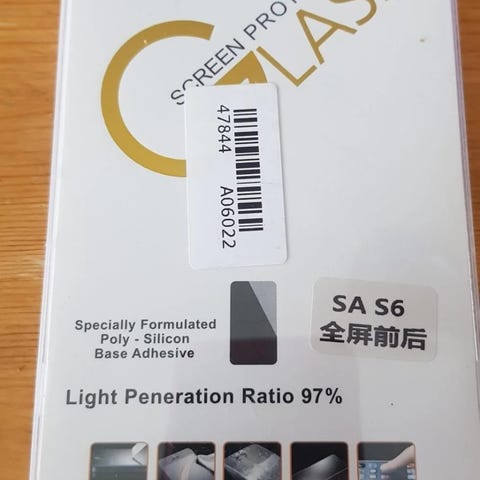 SCREEN PRO
GLAS
47844 A06022
SA S6
全屏前后
Specially Formulated
Poly - Silicon
Base Adhesive
Light Peneration Ratio 97%